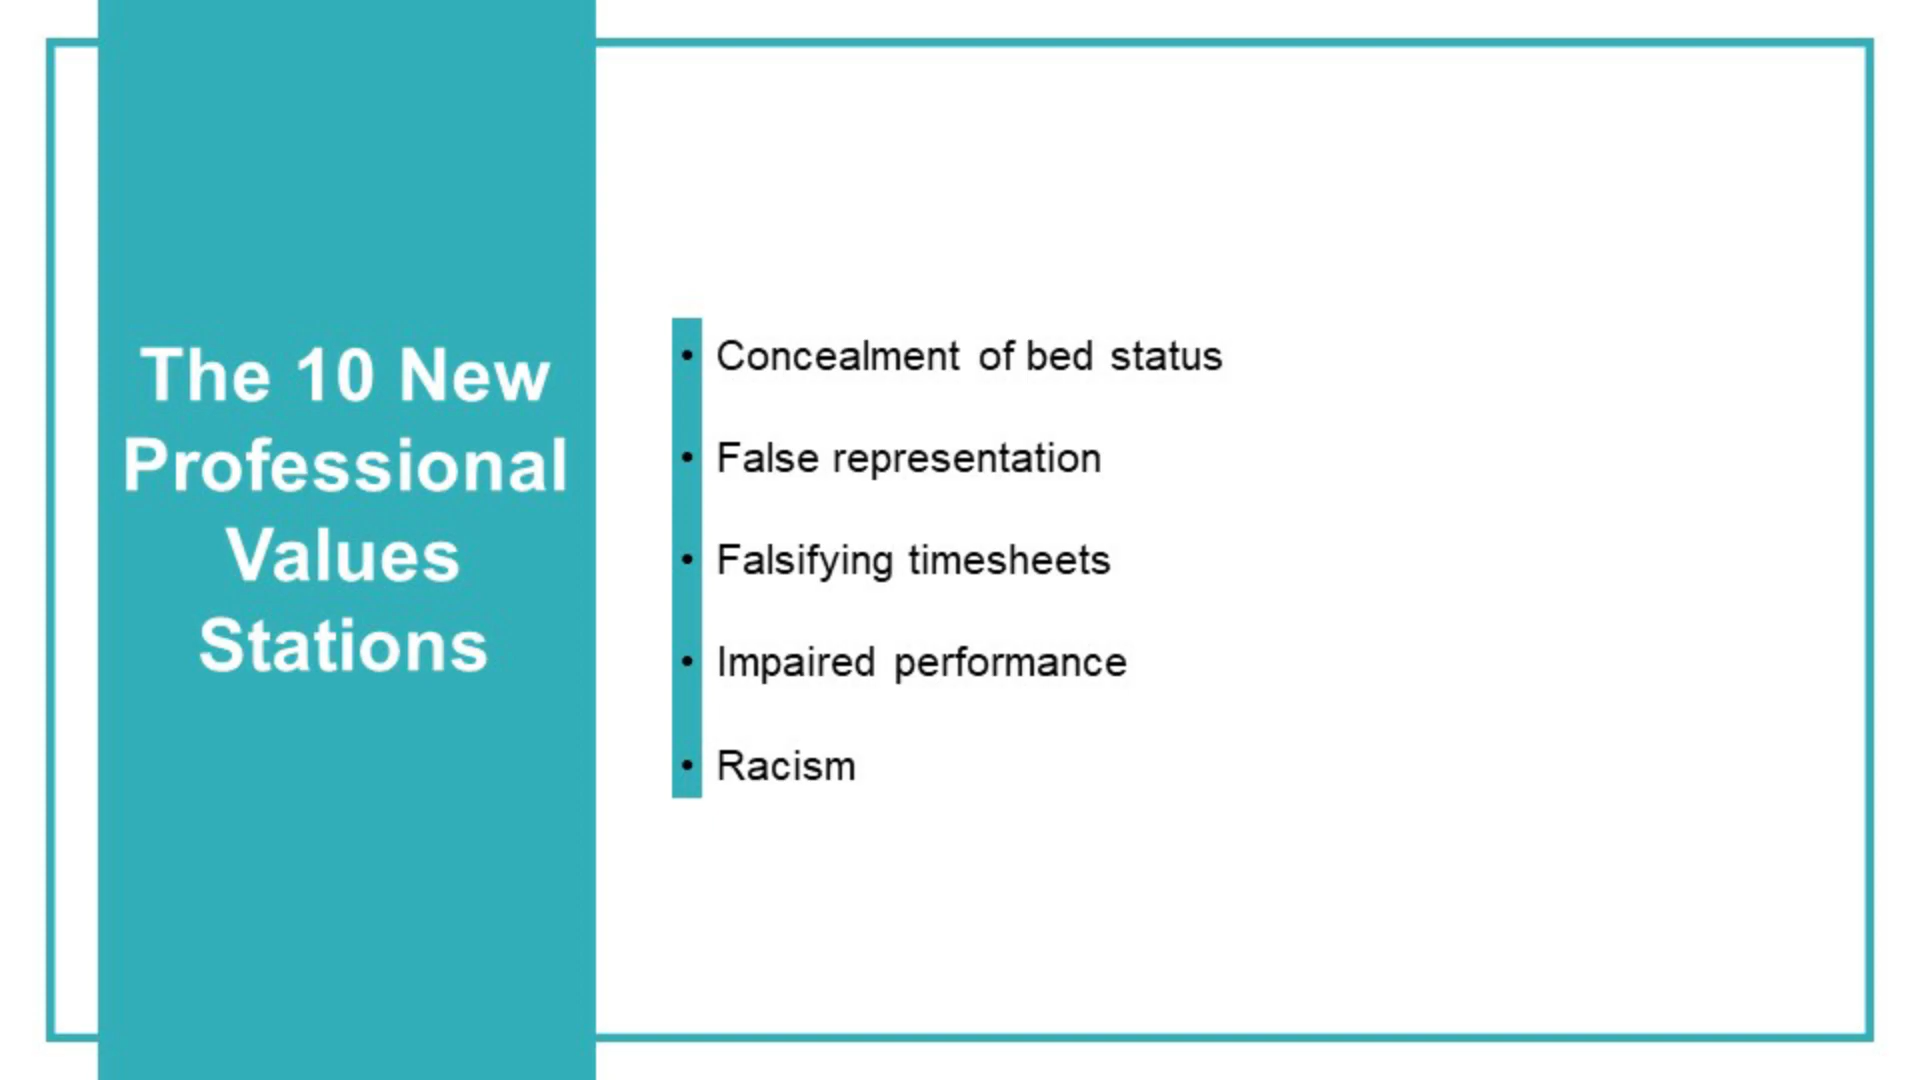 The 10 New
Professional
Values
Stations
• Concealment of bed status
• False representation
• Falsifying timesheets
• Impaired performance
• Racism